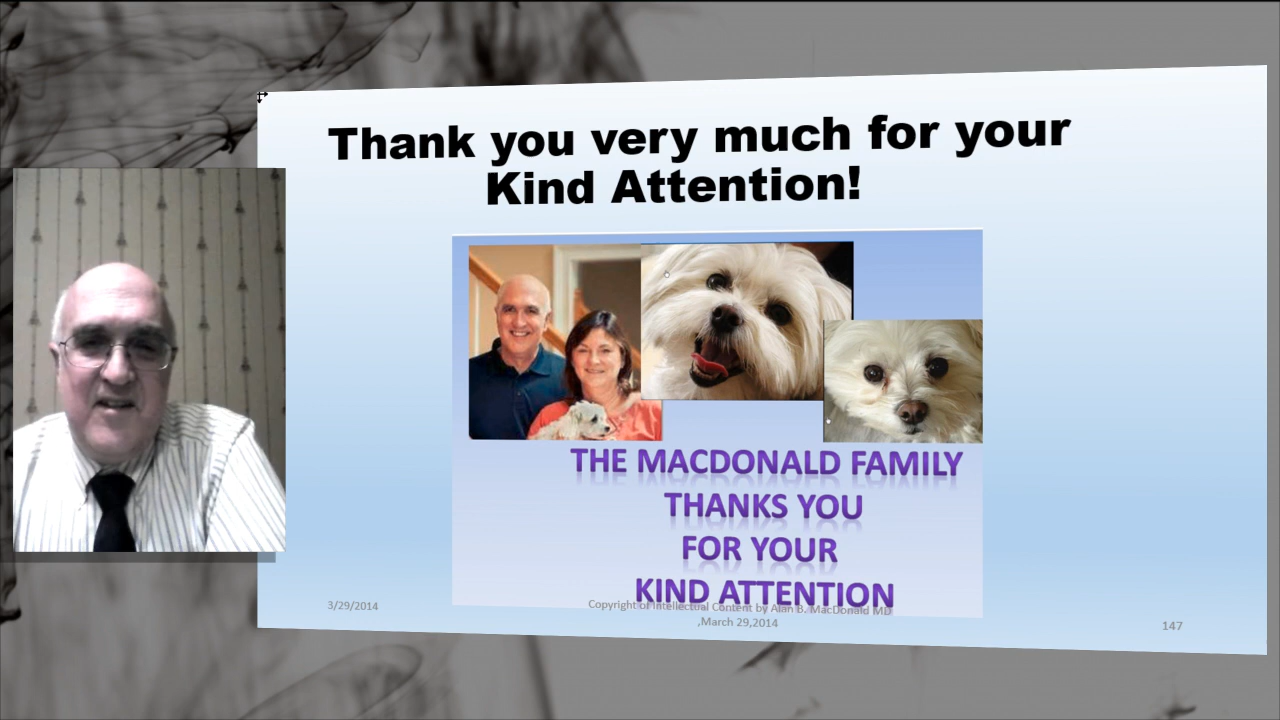 Thank you very much for your
Kind Attention!
THE MACDONALD FAMILY
THANKS YOU
FOR YOUR
KIND ATTENTION
3/29/2014
Copyright of Intellectual Content by Alan B. MacDonald MD
,March 29,2014
147